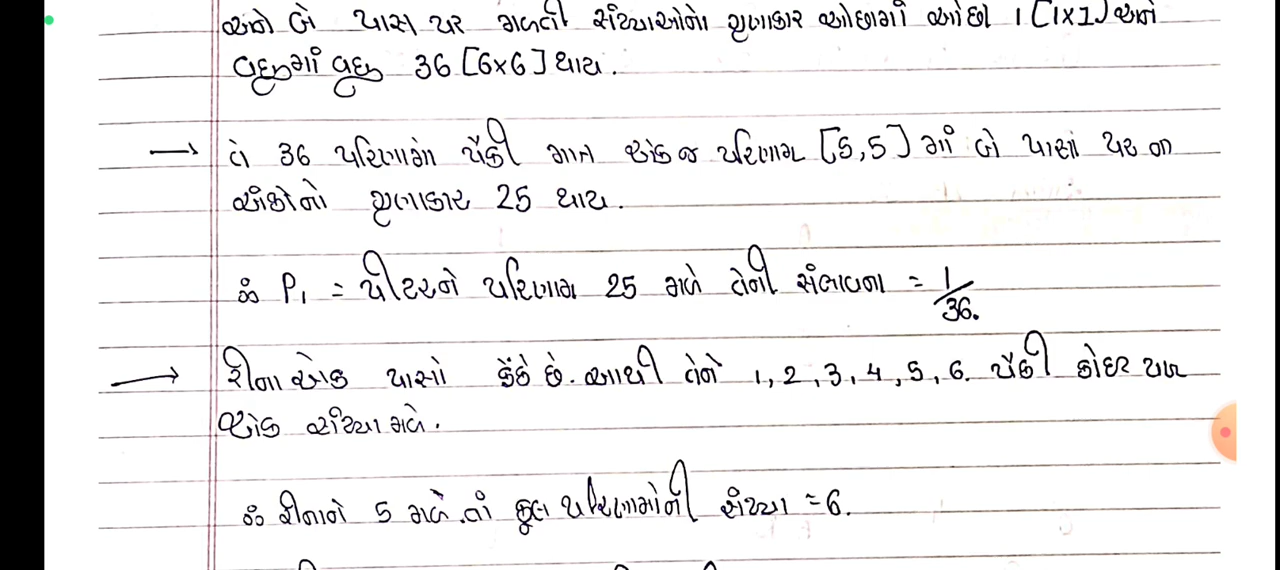 અને બે પાસા પર મળતી સંખ્યાઓનો ગુણાકાર ઓછામાં ઓછા 1 [1×1] અને
વધુમાં વધુ 36 [6×6] થાય.
→ તે 36 પરિણામ પૈકી માત્ર એક જ પરિણામ [5,5] માં બે પાસાં પર ના
અંકોનો ગુણાકાર 25 થાય.
∴ P₁ = પીટરને પરિણામ 25 મળે તેની સંભાવના = 1/36.
→ રીના એક પાસો ફેંકે છે. આથી તેને 1, 2, 3, 4, 5, 6. પૈકી કોઇ પણ
એક સંખ્યા મળે.
∴ રીનાને 5 મળે તો કુલ પરિણામોની સંખ્યા = 6.